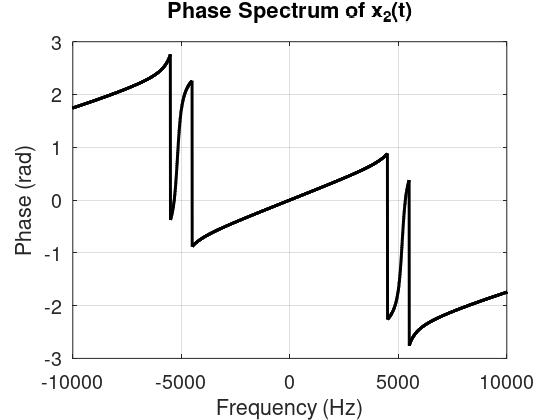 Phase Spectrum of x₂(t)
Phase (rad)
3
2
1
0
-1
-2
-3
-10000 -5000 0 5000 10000
Frequency (Hz)